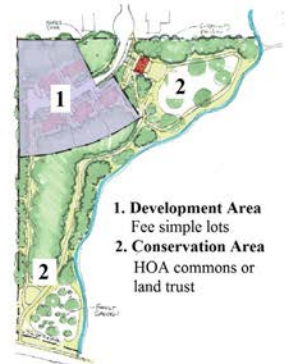 1
2
1. Development Area
Fee simple lots
2. Conservation Area
HOA commons or
land trust
2